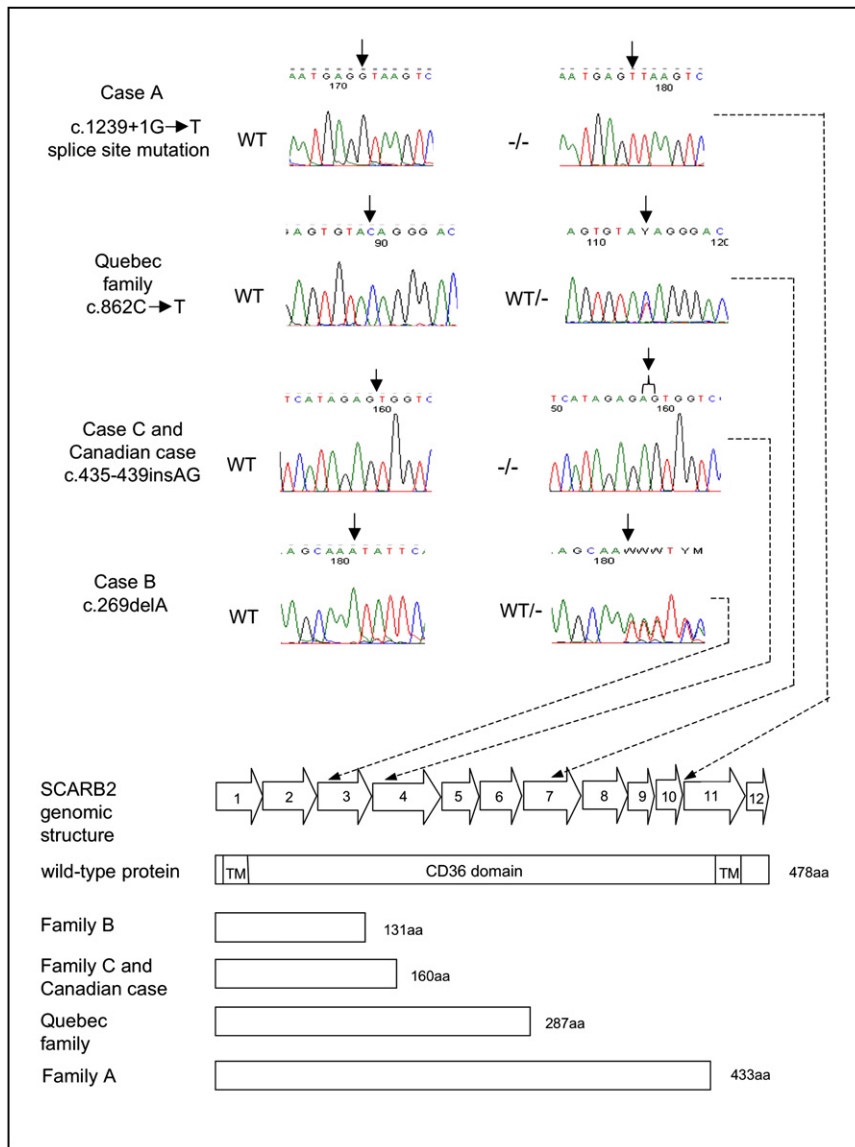 AATGAGGTAAGTC
170
AATGAGTTAAGTC
180
Case A
c.1239+1G→T
splice site mutation
WT
-/-
GAGTGTACAGGGAC
90
AGTGTAYAGGGAC
110 120
Quebec
family
c.862C→T
WT
WT/-
TCATAGAGTGGTC
160
TCATAGAGAGTGGTC
50 160
Case C and
Canadian case
c.435-439insAG
WT
-/-
AGCAAATATTC
180
AGCAAWWWTYM
180
Case B
c.269delA
WT
WT/-
SCARB2
genomic
structure
1 2 3 4 5 6 7 8 9 10 11 12
wild-type protein
TM CD36 domain TM
478aa
Family B
131aa
Family C and
Canadian case
160aa
Quebec
family
287aa
Family A
433aa